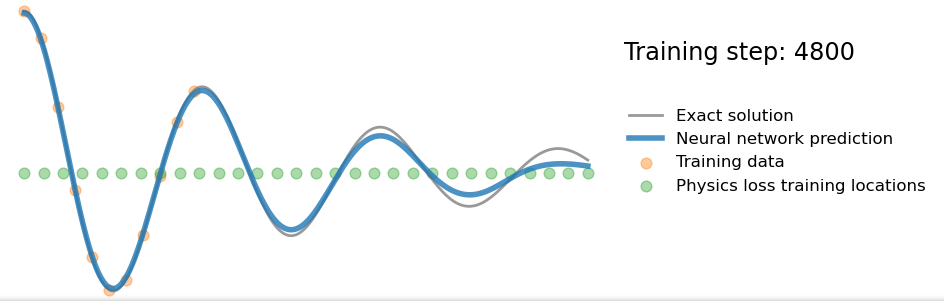 Training step: 4800
Exact solution
Neural network prediction
Training data
Physics loss training locations